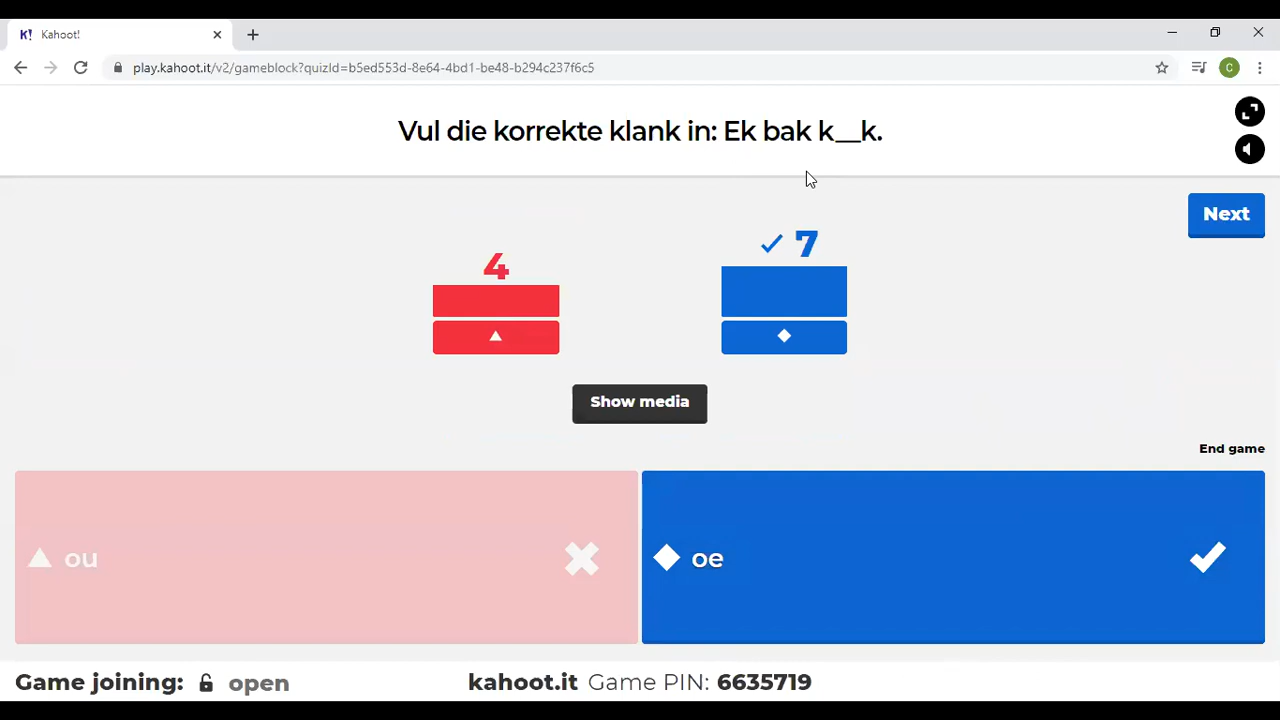 K! Kahoot!
play.kahoot.it/v2/gameblock?quizId=b5ed553d-8e64-4bd1-be48-b294c237f6c5
C
Vul die korrekte klank in: Ek bak k__k.
Next
4
7
Show media
End game
ou
oe
Game joining: open
kahoot.it Game PIN: 6635719